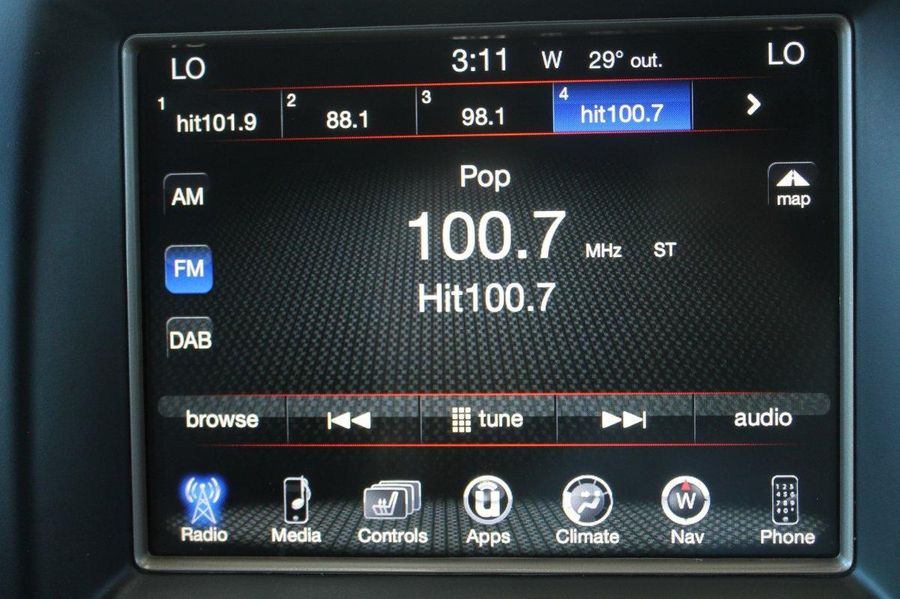 LO 3:11 W 29° out. LO
1 hit101.9 2 88.1 3 98.1 4 hit100.7
Pop
map
AM
100.7 MHz ST
FM
Hit100.7
DAB
browse tune audio
W
Radio Media Controls Apps Climate Nav Phone